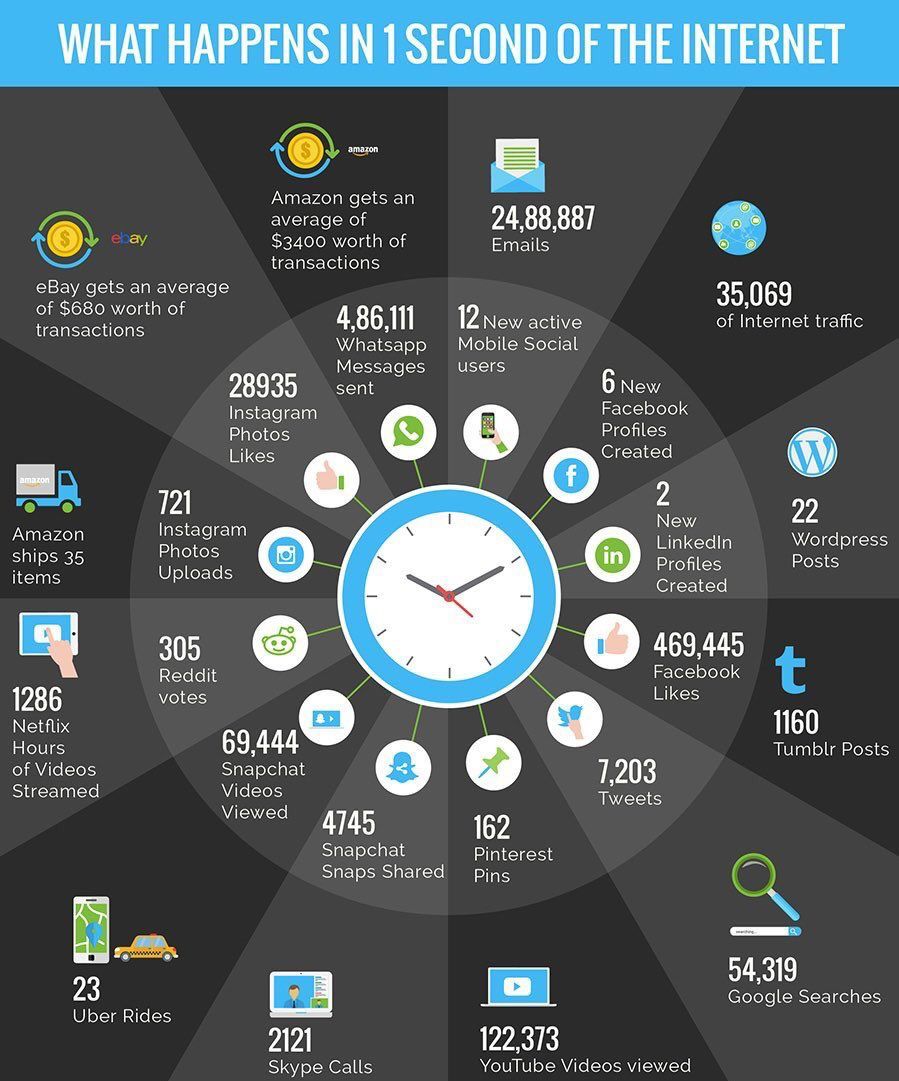 WHAT HAPPENS IN 1 SECOND OF THE INTERNET
amazon
Amazon gets an
average of
$3400 worth of
transactions
24,88,887
Emails
ebay
eBay gets an average
of $680 worth of
transactions
35,069
of Internet traffic
4,86,111
Whatsapp
Messages
sent
12 New active
Mobile Social
users
28935
Instagram
Photos
Likes
6 New
Facebook
Profiles
Created
amazon
Amazon
ships 35
items
721
Instagram
Photos
Uploads
2
New
LinkedIn
Profiles
Created
22
Wordpress
Posts
1286
Netflix
Hours
of Videos
Streamed
305
Reddit
votes
469,445
Facebook
Likes
1160
Tumblr Posts
69,444
Snapchat
Videos
Viewed
4745
Snapchat
Snaps Shared
162
Pinterest
Pins
7,203
Tweets
23
Uber Rides
2121
Skype Calls
122,373
YouTube Videos viewed
searching...
54,319
Google Searches